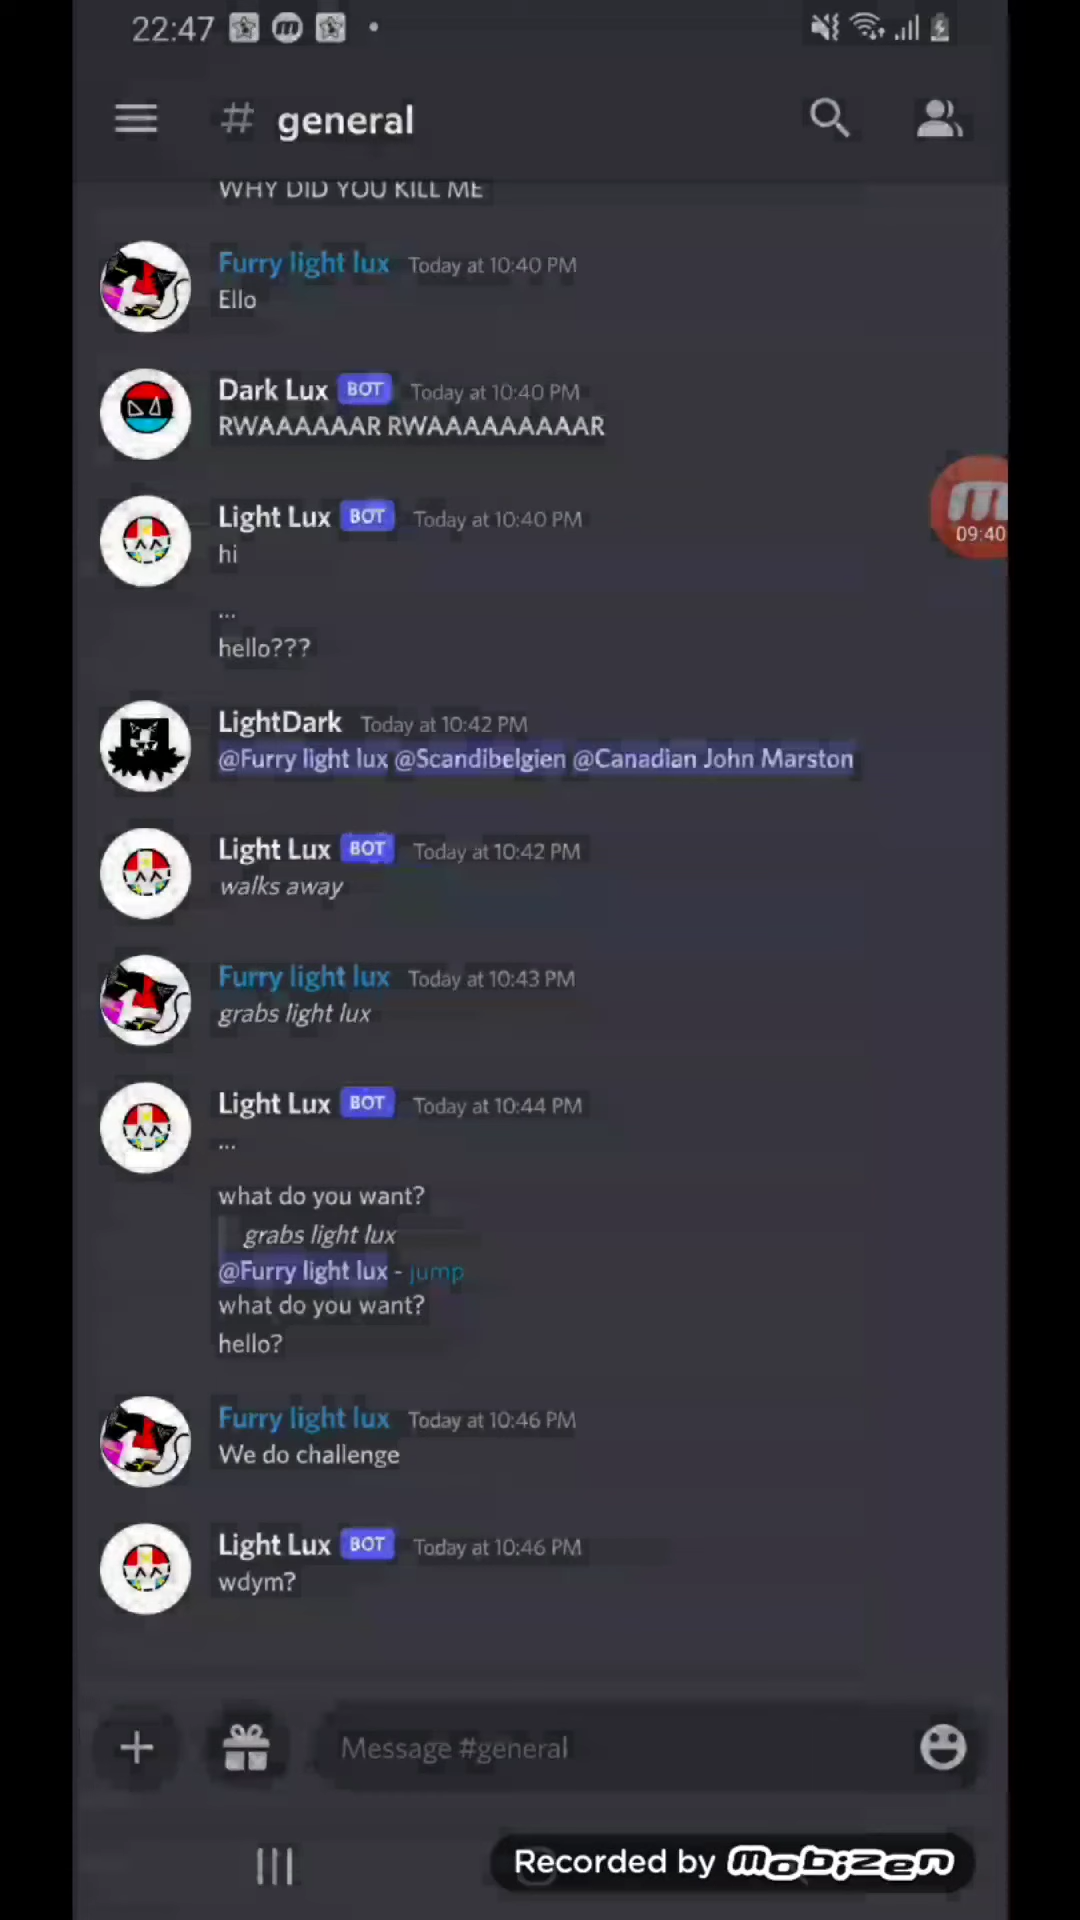 22:47
# general
WHY DID YOU KILL ME
Furry light lux Today at 10:40 PM
Ello
Dark Lux BOT Today at 10:40 PM
RWAAAAAAR RWAAAAAAAAAR
Light Lux BOT Today at 10:40 PM
hi
...
hello???
09:40
LightDark Today at 10:42 PM
@Furry light lux @Scandibelgien @Canadian John Marston
Light Lux BOT Today at 10:42 PM
walks away
Furry light lux Today at 10:43 PM
grabs light lux
Light Lux BOT Today at 10:44 PM
...
what do you want?
grabs light lux
@Furry light lux - jump
what do you want?
hello?
Furry light lux Today at 10:46 PM
We do challenge
Light Lux BOT Today at 10:46 PM
wdym?
Message #general
Recorded by Mobizen